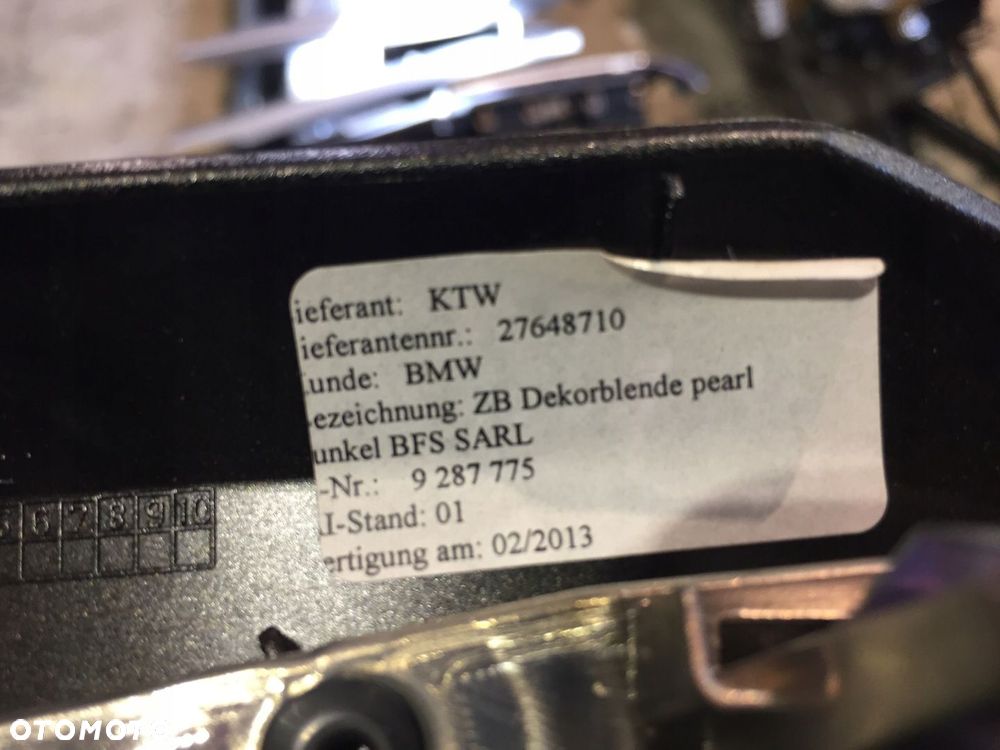 ieferant: KTW
ieferantennr.: 27648710
unde: BMW
ezeichnung: ZB Dekorblende pearl
unkel BFS SARL
-Nr.: 9 287 775
I-Stand: 01
ertigung am: 02/2013
6 7 8 9 10
OTOMOTO